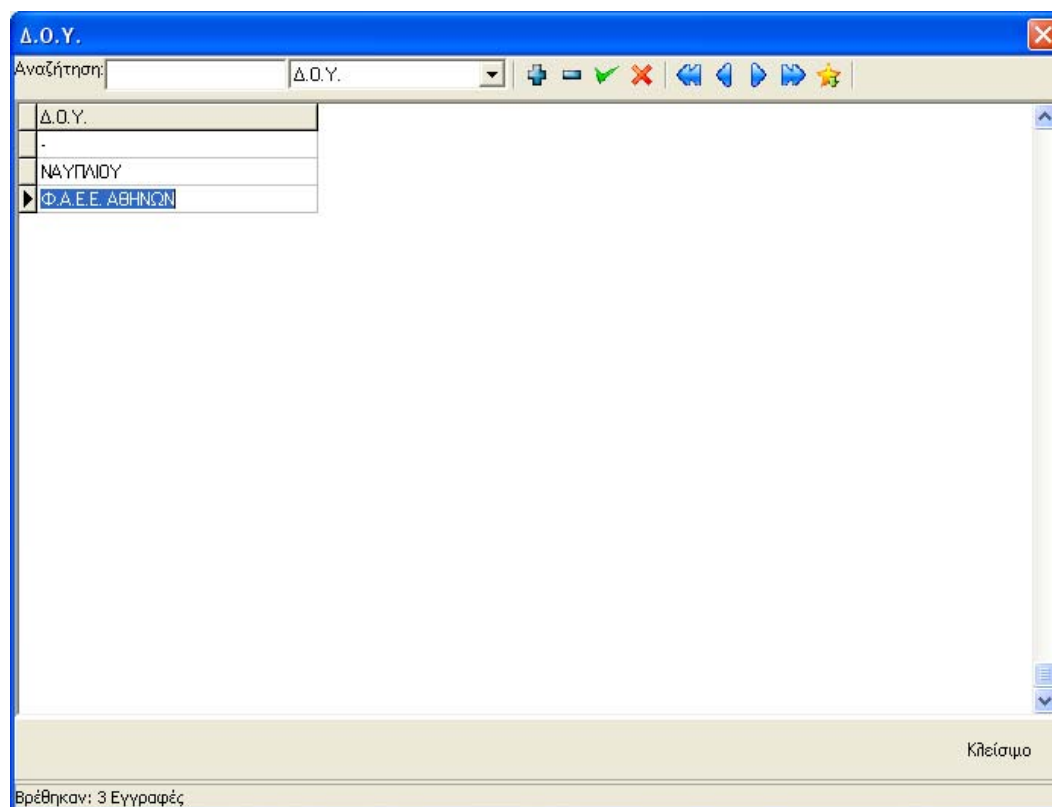 Δ.Ο.Υ.
Αναζήτηση: Δ.Ο.Υ.
Δ.Ο.Υ.
-
ΝΑΥΠΛΙΟΥ
Φ.Α.Ε.Ε. ΑΘΗΝΩΝ
Κλείσιμο
Βρέθηκαν: 3 Εγγραφές